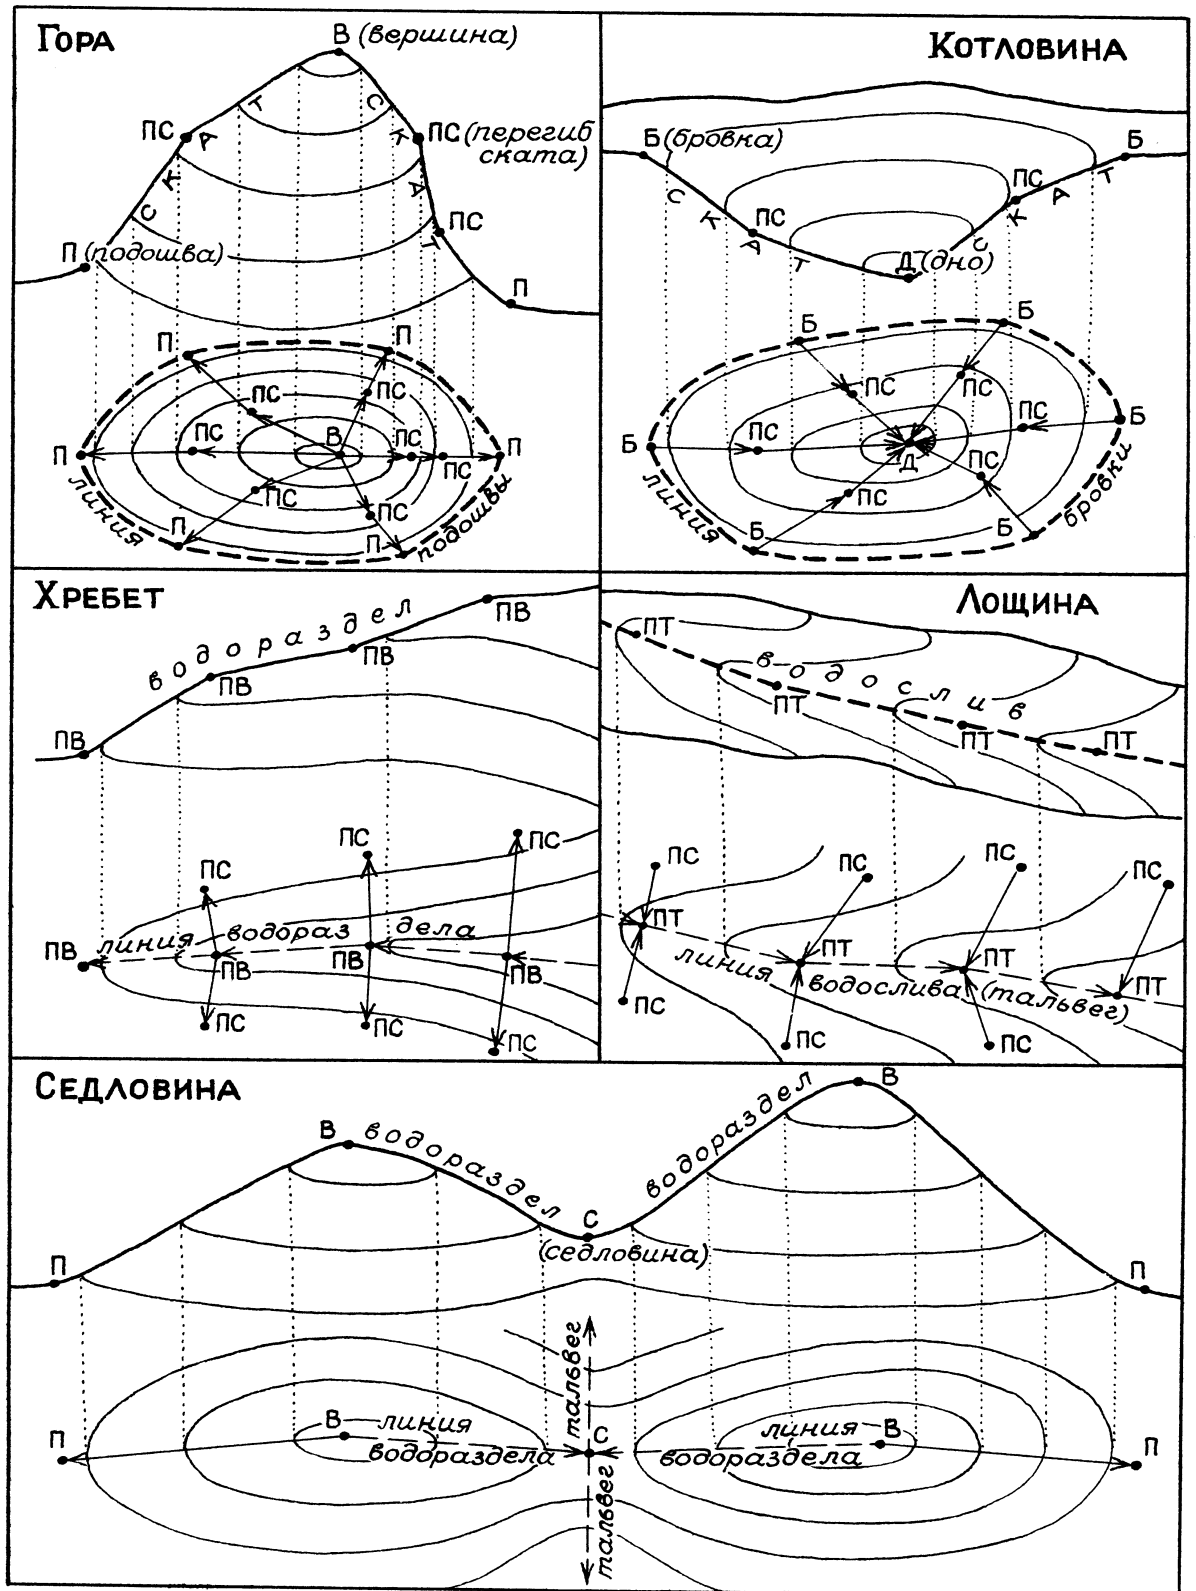 ГОРА
В (вершина)
ПС
ПС (перегиб
ската)
СКАТ
СКАТ
ПС
П (подошва)
П
П
П
ПС
ПС
ПС
В
П
ПС
ПС
П
ПС
ПС
П
П
линия
подошвы
КОТЛОВИНА
Б (бровка)
Б
ПС
ПС
СКАТ
СКАТ
Д (дно)
Б
Б
ПС
ПС
ПС
Б
Б
ПС
Д
ПС
ПС
Б
Б
линия
бровки
ХРЕБЕТ
водораздел
ПВ
ПВ
ПВ
ПВ
ПС
ПС
ПС
ПВ
линия водораз дела
ПВ
ПВ
ПВ
ПС
ПС
ПС
ЛОЩИНА
ПТ
водослив
ПТ
ПТ
ПТ
ПС
ПС
ПС
ПС
ПТ
ПТ
ПТ
ПТ
линия водослива (тальвег)
ПС
ПС
ПС
СЕДЛОВИНА
В
водораздел
водораздел
В
С
(седловина)
П
П
тальвег
П
В
линия
водораздела
С
линия
водораздела
В
П
тальвег